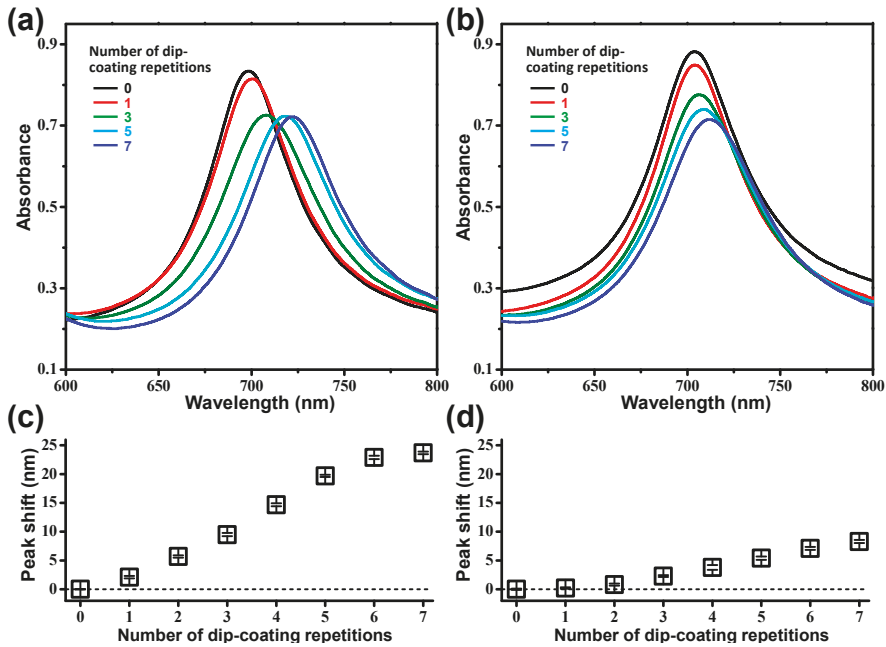 (a)
Number of dip-
coating repetitions
0
1
3
5
7
Absorbance
0.9
0.7
0.5
0.3
0.1
600
650
700
750
800
Wavelength (nm)
(b)
Number of dip-
coating repetitions
0
1
3
5
7
Absorbance
0.9
0.7
0.5
0.3
0.1
600
650
700
750
800
Wavelength (nm)
(c)
Peak shift (nm)
25
20
15
10
5
0
0 1 2 3 4 5 6 7
Number of dip-coating repetitions
(d)
Peak shift (nm)
25
20
15
10
5
0
0 1 2 3 4 5 6 7
Number of dip-coating repetitions